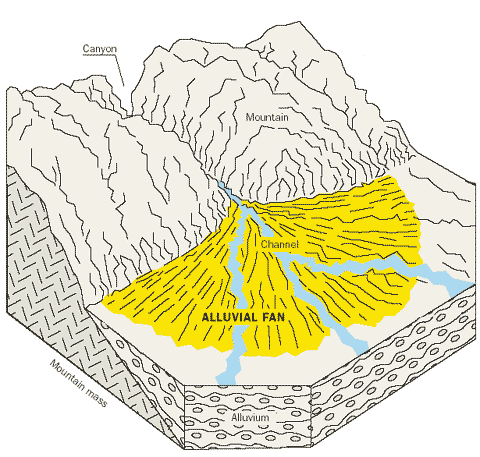 Canyon
Mountain
Channel
ALLUVIAL FAN
Mountain mass
Alluvium